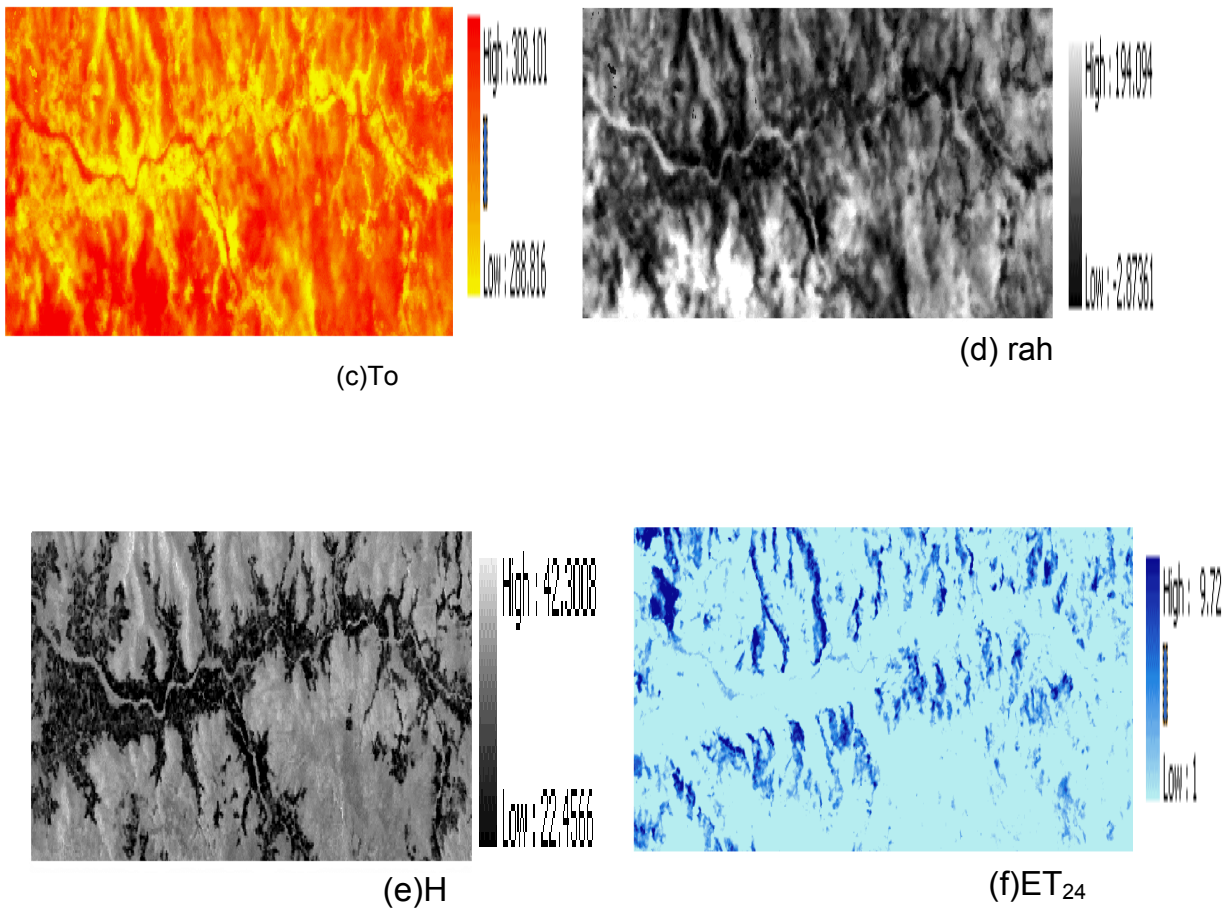 High : 308.101
Low : 288.816
(c)To
High : 194.094
Low : -2.87361
(d) rah
High : 42.3008
Low : 22.4566
(e)H
High : 9.72
Low : 1
(f)ET₂₄